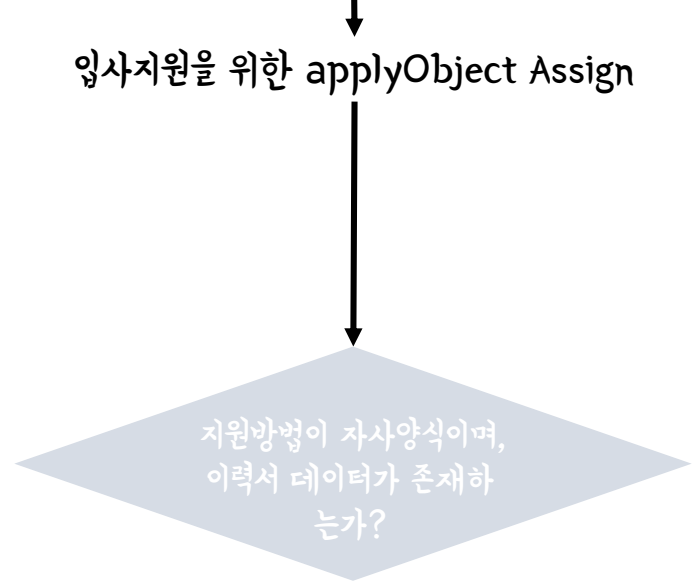 입사지원을 위한 applyObject Assign
지원방법이 자사양식이며,
이력서 데이터가 존재하
는가?